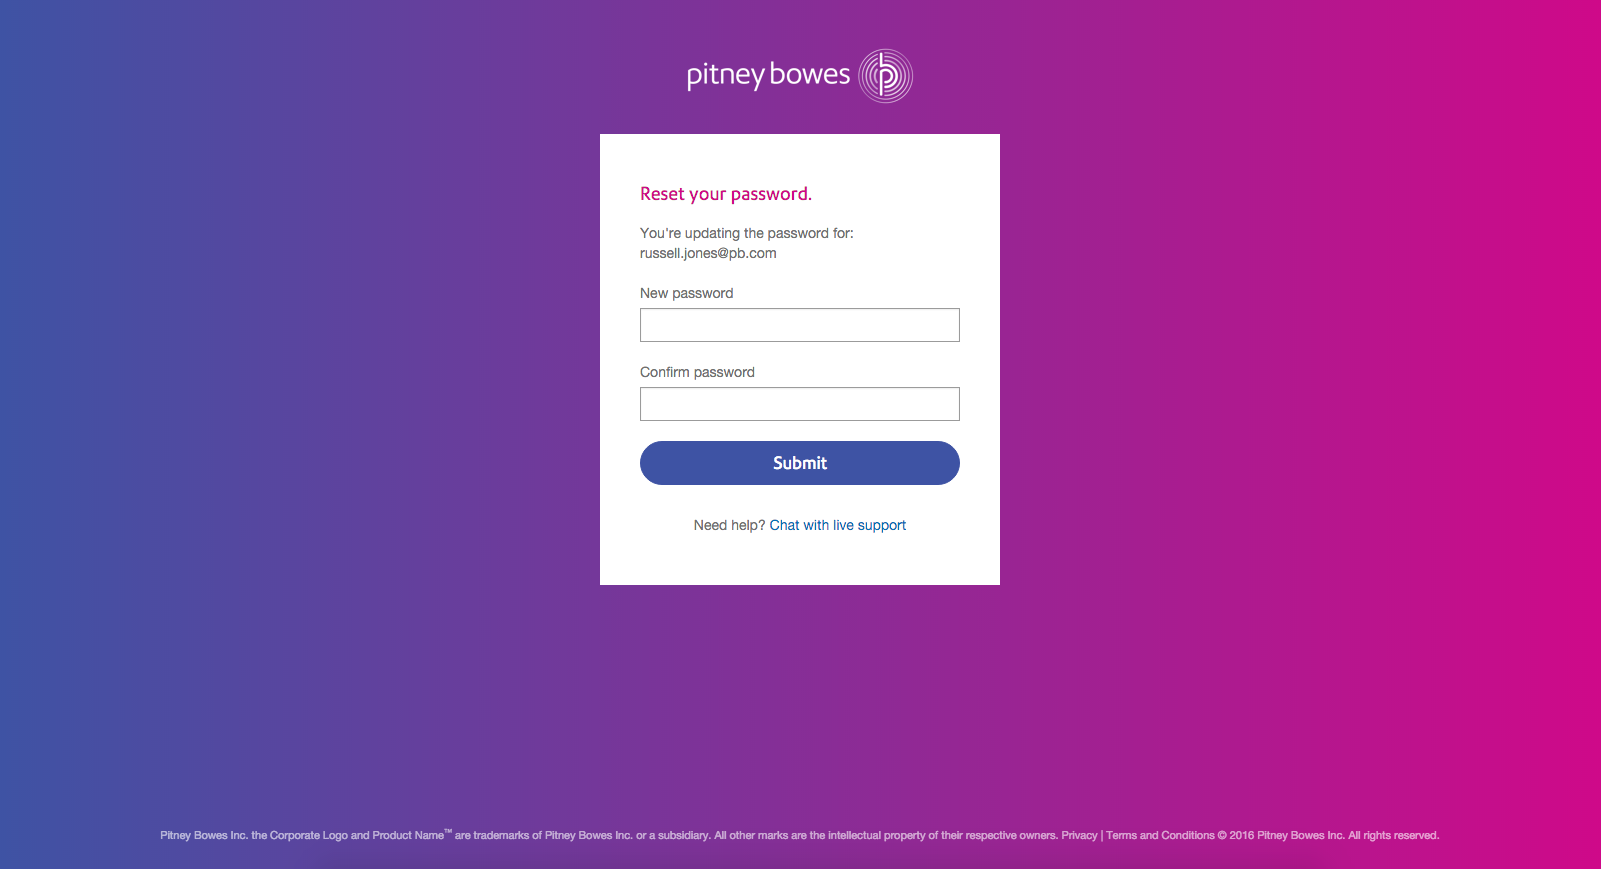 pitney bowes
Reset your password.
You're updating the password for:
russell.jones@pb.com
New password
Confirm password
Submit
Need help? Chat with live support
Pitney Bowes Inc. the Corporate Logo and Product Name™ are trademarks of Pitney Bowes Inc. or a subsidiary. All other marks are the intellectual property of their respective owners. Privacy | Terms and Conditions © 2016 Pitney Bowes Inc. All rights reserved.